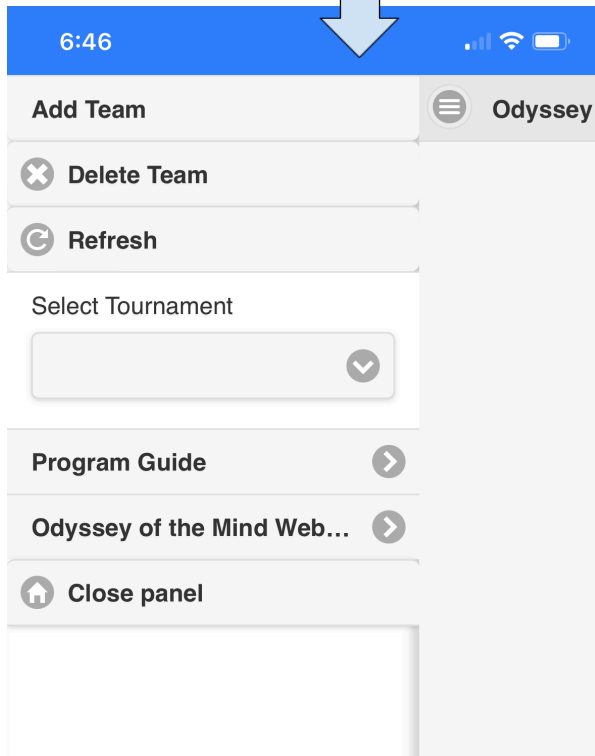 6:46
Add Team
Odyssey
Delete Team
Refresh
Select Tournament
Program Guide
Odyssey of the Mind Web...
Close panel